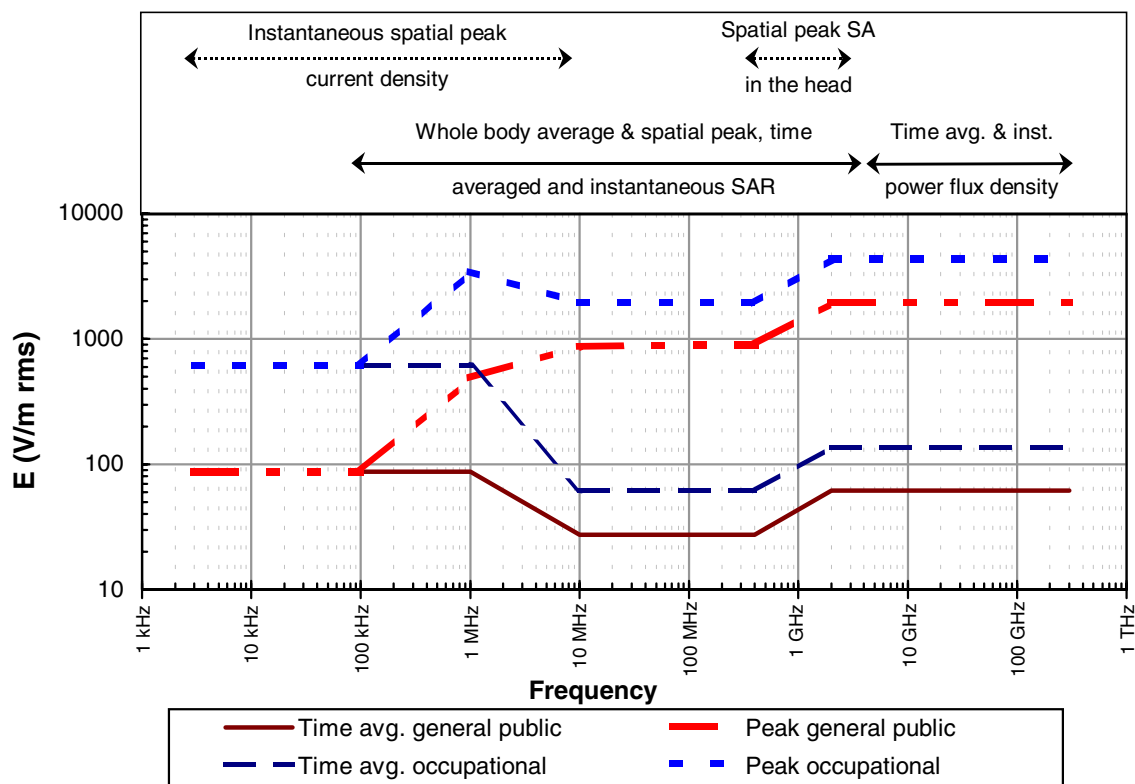 Instantaneous spatial peak
current density
Spatial peak SA
in the head
Whole body average & spatial peak, time
averaged and instantaneous SAR
Time avg. & inst.
power flux density
E (V/m rms)
10000
1000
100
10
1 kHz
10 kHz
100 kHz
1 MHz
10 MHz
100 MHz
1 GHz
10 GHz
100 GHz
1 THz
Frequency
Time avg. general public
Peak general public
Time avg. occupational
Peak occupational